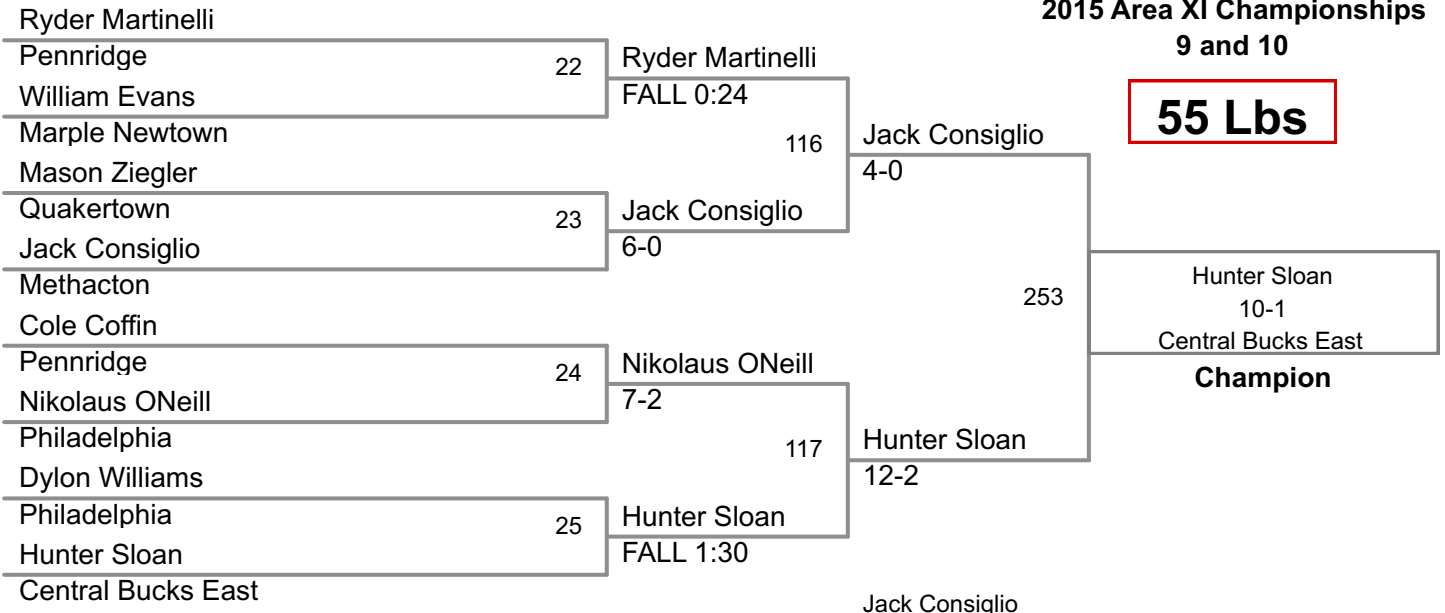 2015 Area XI Championships
9 and 10
55 Lbs
Ryder Martinelli
Pennridge
22
William Evans
Marple Newtown
Mason Ziegler
Quakertown
23
Jack Consiglio
Methacton
Cole Coffin
Pennridge
24
Nikolaus ONeill
Philadelphia
Dylon Williams
Philadelphia
25
Hunter Sloan
Central Bucks East
Ryder Martinelli
FALL 0:24
116
Jack Consiglio
6-0
Nikolaus ONeill
7-2
117
Hunter Sloan
FALL 1:30
Jack Consiglio
4-0
253
Hunter Sloan
12-2
Hunter Sloan
10-1
Central Bucks East
Champion
Jack Consiglio